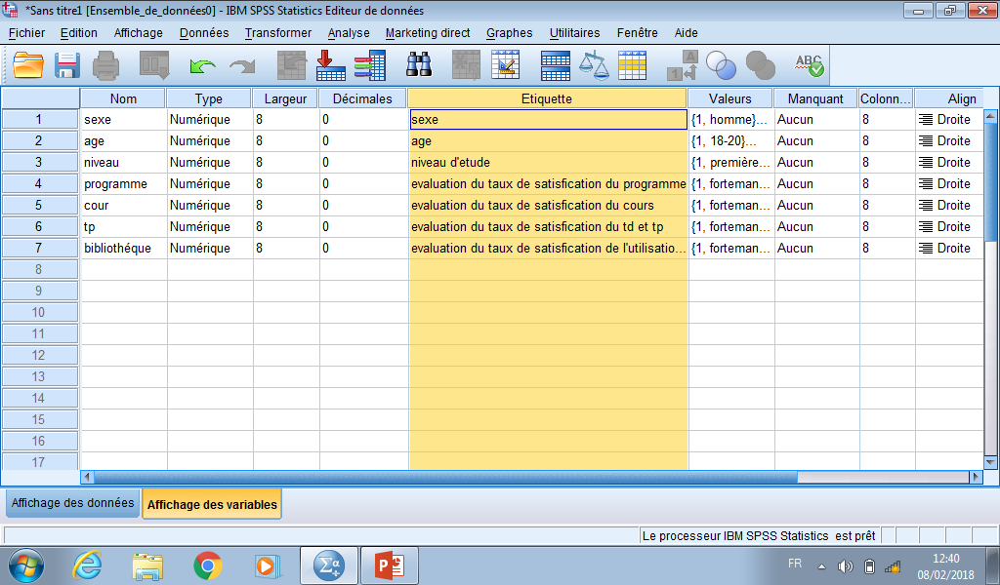 *Sans titre1 [Ensemble_de_données0] - IBM SPSS Statistics Editeur de données
Fichier Edition Affichage Données Transformer Analyse Marketing direct Graphes Utilitaires Fenêtre Aide
A
1
ABC
Σα
Nom Type Largeur Décimales Etiquette Valeurs Manquant Colonn... Align
1 sexe Numérique 8 0 sexe {1, homme}... Aucun 8 Droite
2 age Numérique 8 0 age {1, 18-20}... Aucun 8 Droite
3 niveau Numérique 8 0 niveau d'etude {1, première... Aucun 8 Droite
4 programme Numérique 8 0 evaluation du taux de satisfication du programme {1, forteman... Aucun 8 Droite
5 cour Numérique 8 0 evaluation du taux de satisfication du cours {1, forteman... Aucun 8 Droite
6 tp Numérique 8 0 evaluation du taux de satisfication du td et tp {1, forteman... Aucun 8 Droite
7 bibliothéque Numérique 8 0 evaluation du taux de satisfication de l'utilisatio... {1, forteman... Aucun 8 Droite
8
9
10
11
12
13
14
15
16
17
Affichage des données Affichage des variables
Le processeur IBM SPSS Statistics est prêt
FR 12:40
08/02/2018